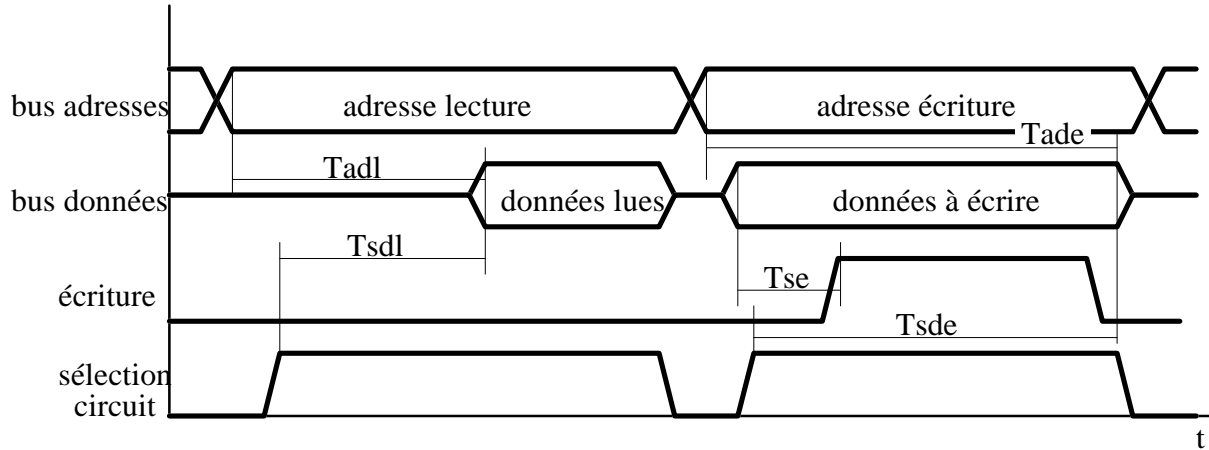 bus adresses
adresse lecture
adresse écriture
Tade
Tadl
bus données
données lues
données à écrire
Tsdl
Tse
écriture
Tsde
sélection
circuit
t